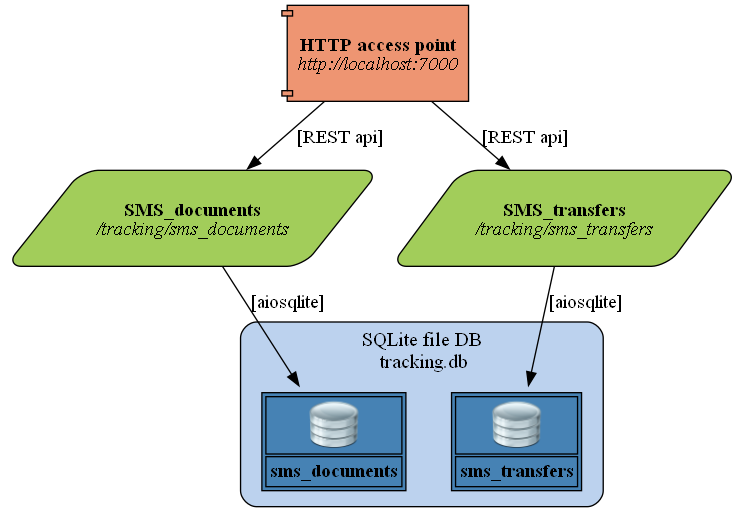 HTTP access point
http://localhost:7000
[REST api]
[REST api]
SMS_documents
/tracking/sms_documents
SMS_transfers
/tracking/sms_transfers
[aiosqlite]
[aiosqlite]
SQLite file DB
tracking.db
sms_documents
sms_transfers